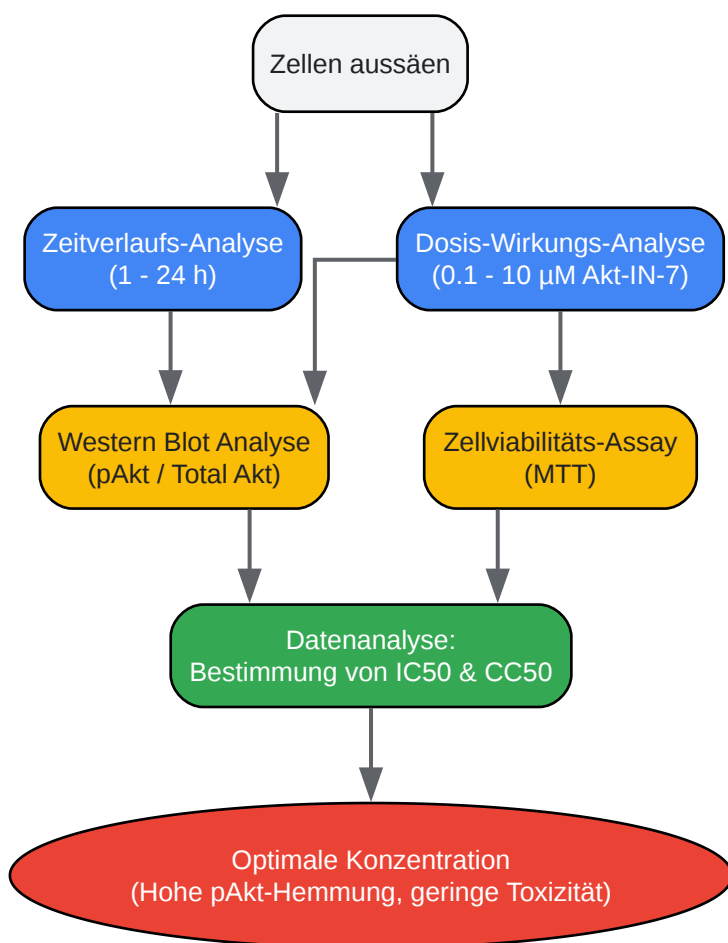 Zellen aussäen
Zeitverlaufs-Analyse
(1 - 24 h)
Dosis-Wirkungs-Analyse
(0.1 - 10 µM Akt-IN-7)
Western Blot Analyse
(pAkt / Total Akt)
Zellviabilitäts-Assay
(MTT)
Datenanalyse:
Bestimmung von IC50 & CC50
Optimale Konzentration
(Hohe pAkt-Hemmung, geringe Toxizität)